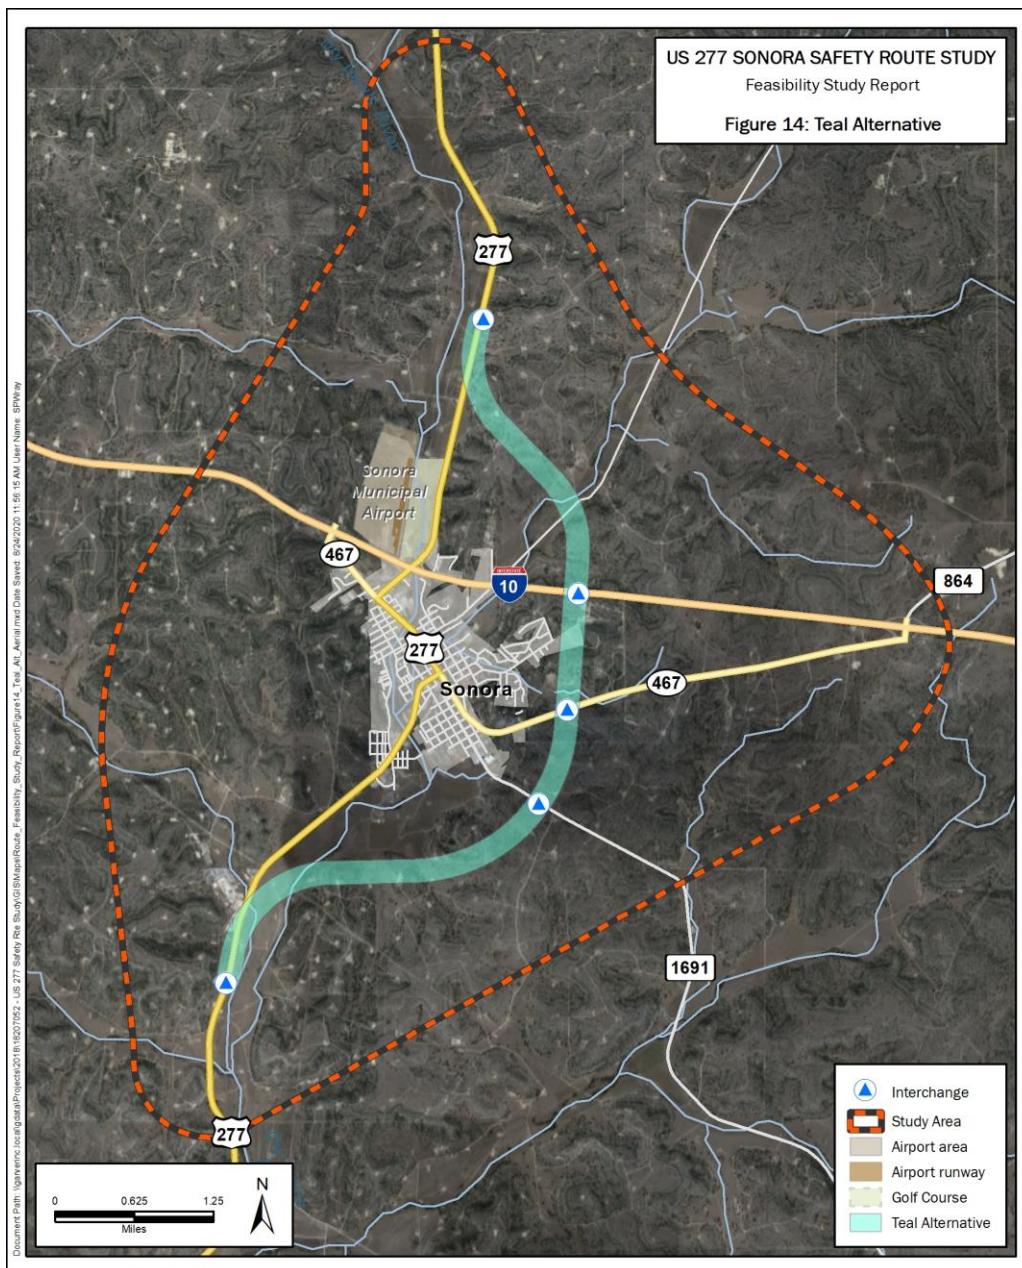 US 277 SONORA SAFETY ROUTE STUDY
Feasibility Study Report
Figure 14: Teal Alternative
277
Sonora
Municipal
Airport
467
INTERSTATE
10
864
277
Sonora
467
1691
277
Interchange
Study Area
Airport area
Airport runway
Golf Course
Teal Alternative
0 0.625 1.25
Miles
N